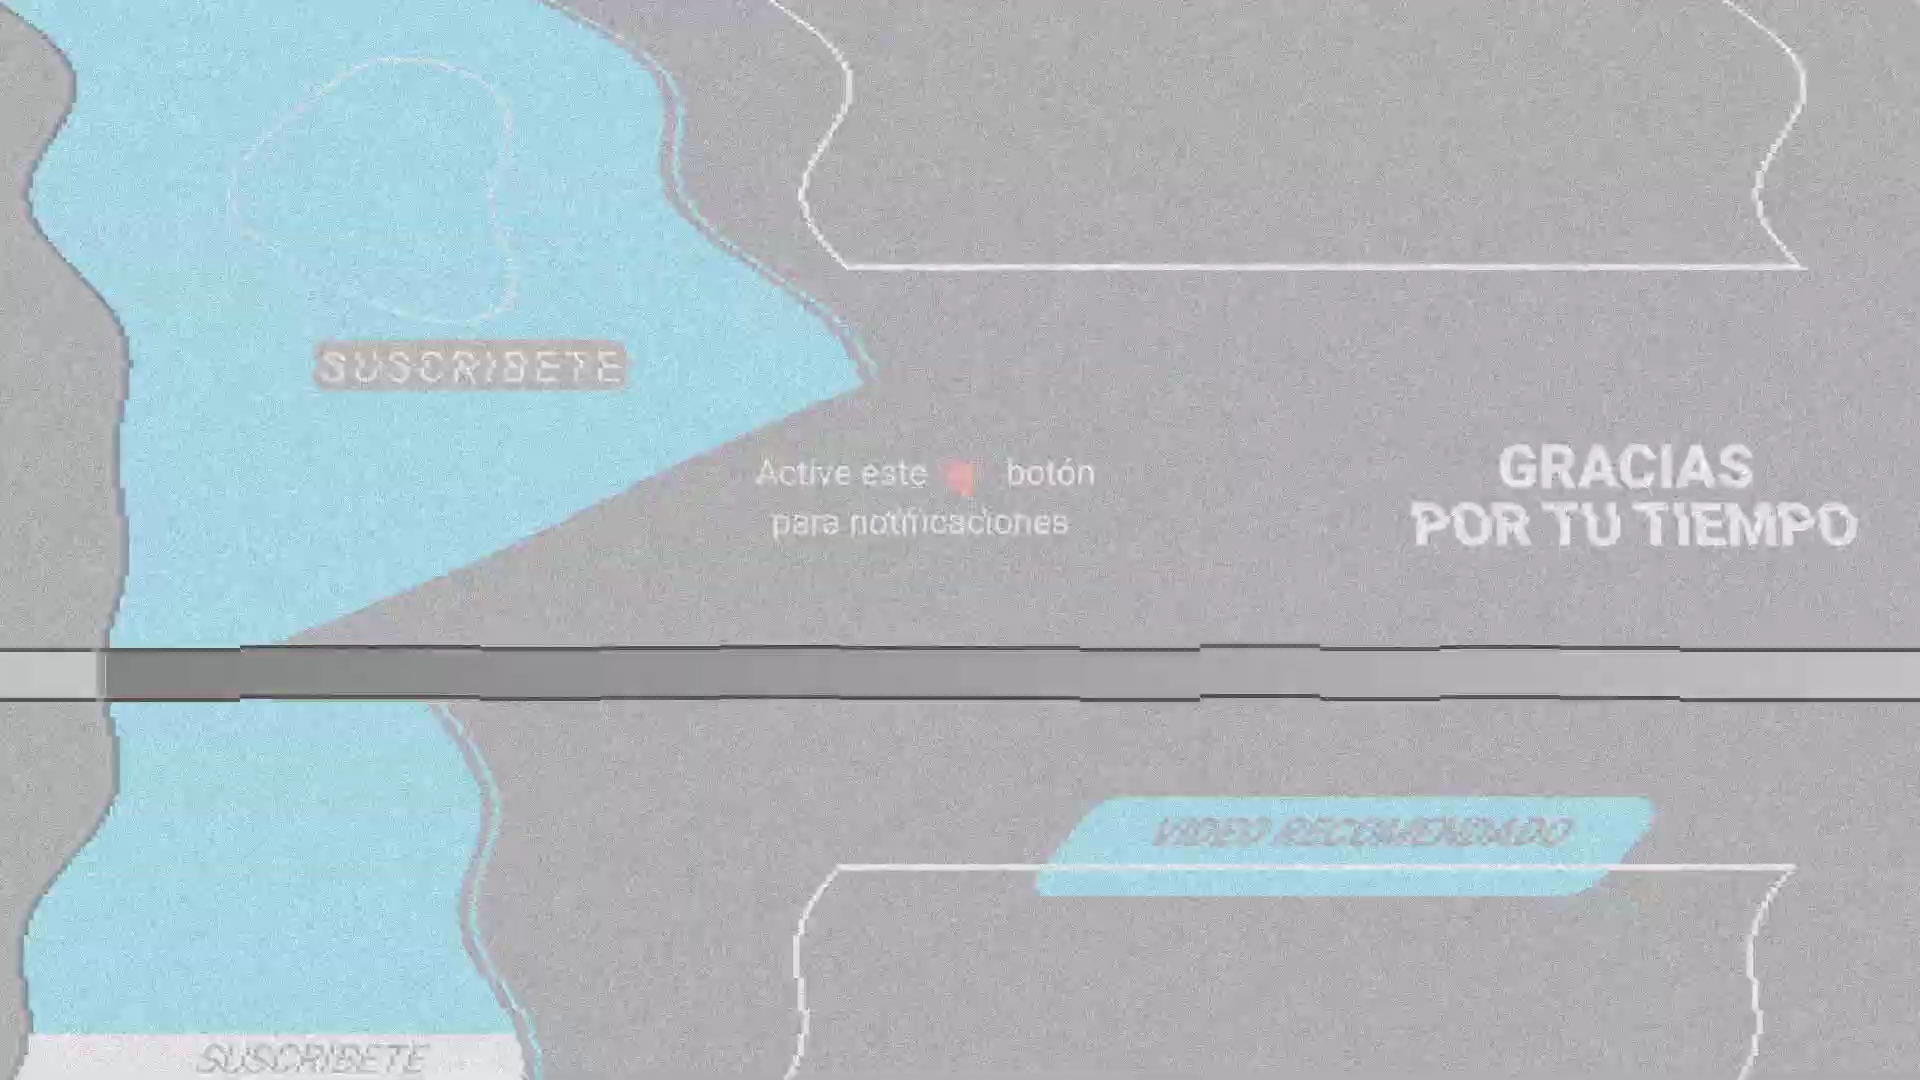 SUSCRIBETE
Active este botón
para notificaciones
GRACIAS
POR TU TIEMPO
VIDEO RECOMENDADO
SUSCRIBETE